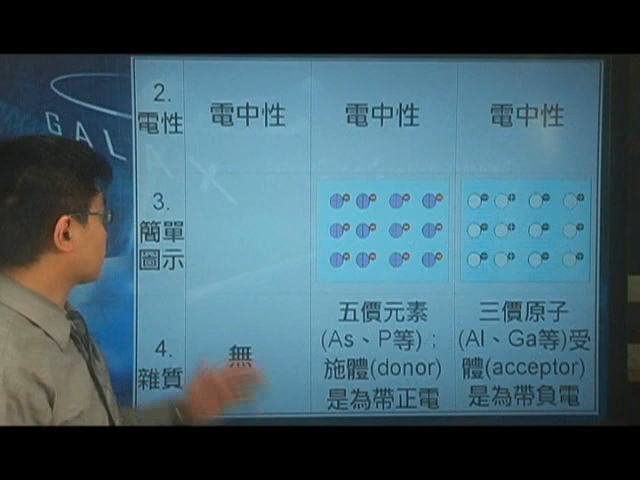 GALAX
2.
電性
電中性
電中性
電中性
3.
簡單
圖示
4.
雜質
無
五價元素
(As、P等)；
施體(donor)
是為帶正電
三價原子
(Al、Ga等)受
體(acceptor)
是為帶負電